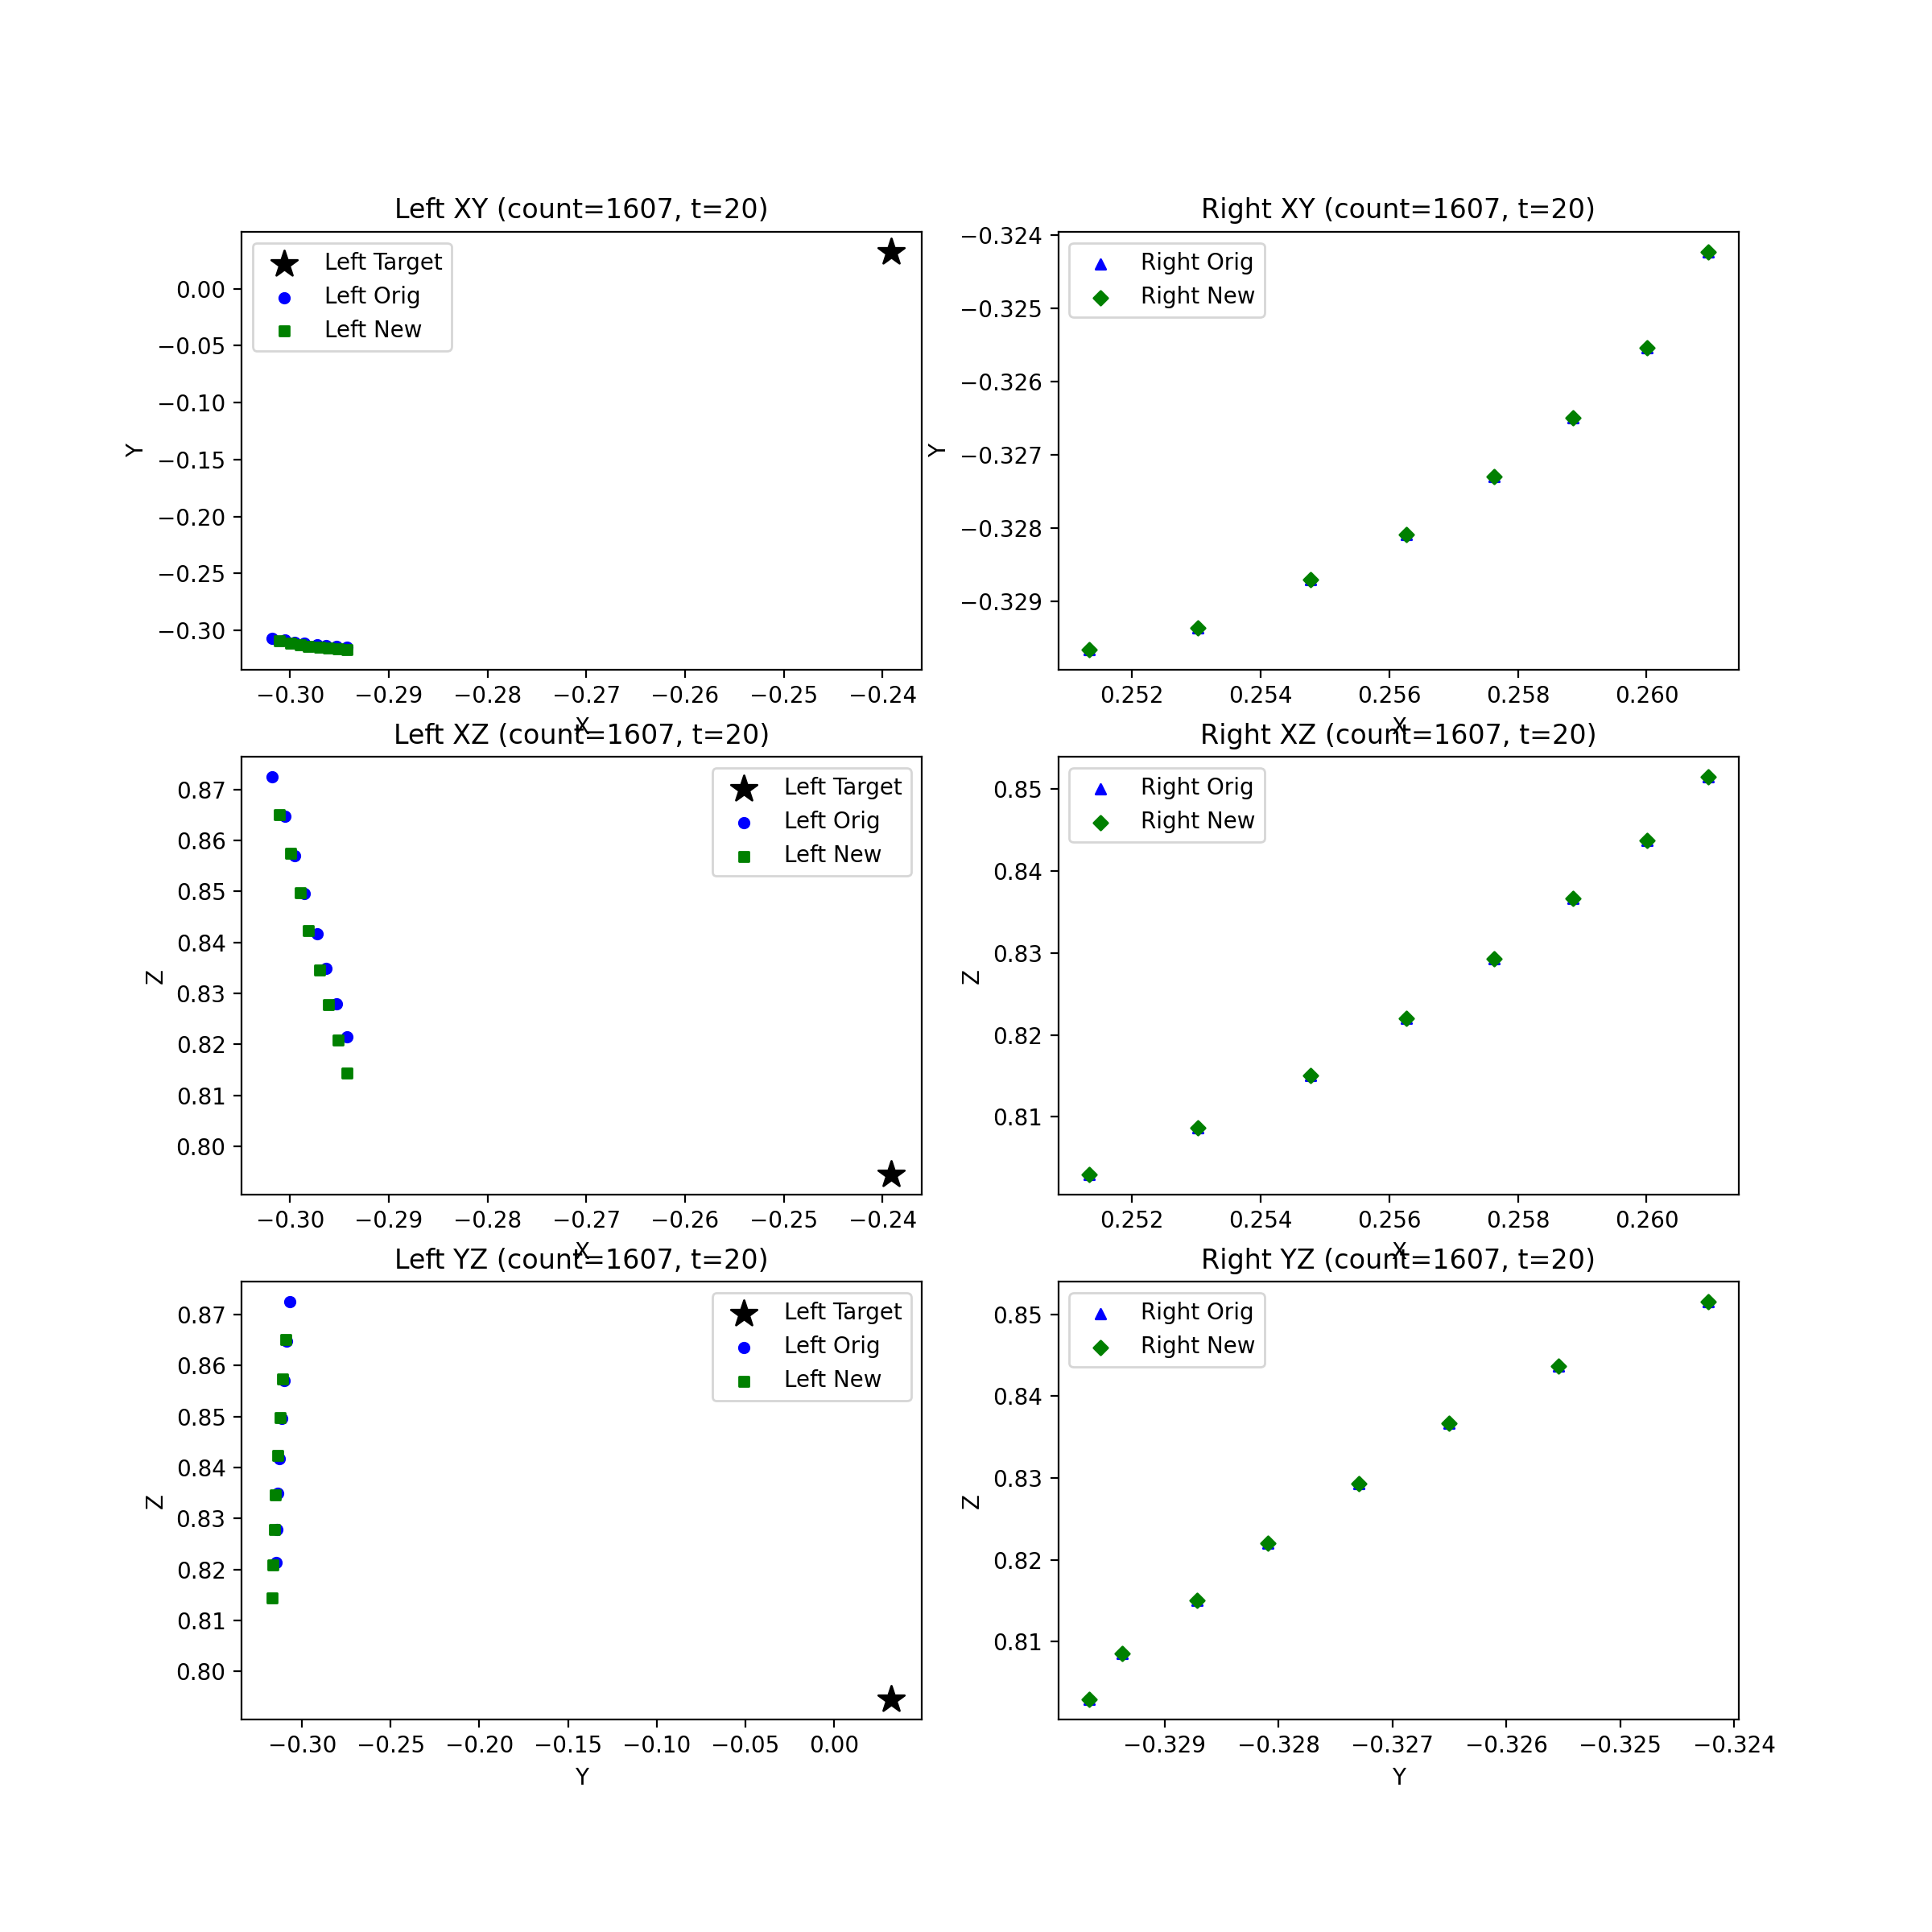 Left XY (count=1607, t=20)
Left Target
Left Orig
Left New
0.00
−0.05
−0.10
−0.15
−0.20
−0.25
−0.30
Y
−0.30 −0.29 −0.28 −0.27 −0.26 −0.25 −0.24
X
Right XY (count=1607, t=20)
Right Orig
Right New
−0.324
−0.325
−0.326
−0.327
−0.328
−0.329
Y
0.252 0.254 0.256 0.258 0.260
X
Left XZ (count=1607, t=20)
Left Target
Left Orig
Left New
0.87
0.86
0.85
0.84
0.83
0.82
0.81
0.80
Z
−0.30 −0.29 −0.28 −0.27 −0.26 −0.25 −0.24
X
Right XZ (count=1607, t=20)
Right Orig
Right New
0.85
0.84
0.83
0.82
0.81
Z
0.252 0.254 0.256 0.258 0.260
X
Left YZ (count=1607, t=20)
Left Target
Left Orig
Left New
0.87
0.86
0.85
0.84
0.83
0.82
0.81
0.80
Z
−0.30 −0.25 −0.20 −0.15 −0.10 −0.05 0.00
Y
Right YZ (count=1607, t=20)
Right Orig
Right New
0.85
0.84
0.83
0.82
0.81
Z
−0.329 −0.328 −0.327 −0.326 −0.325 −0.324
Y